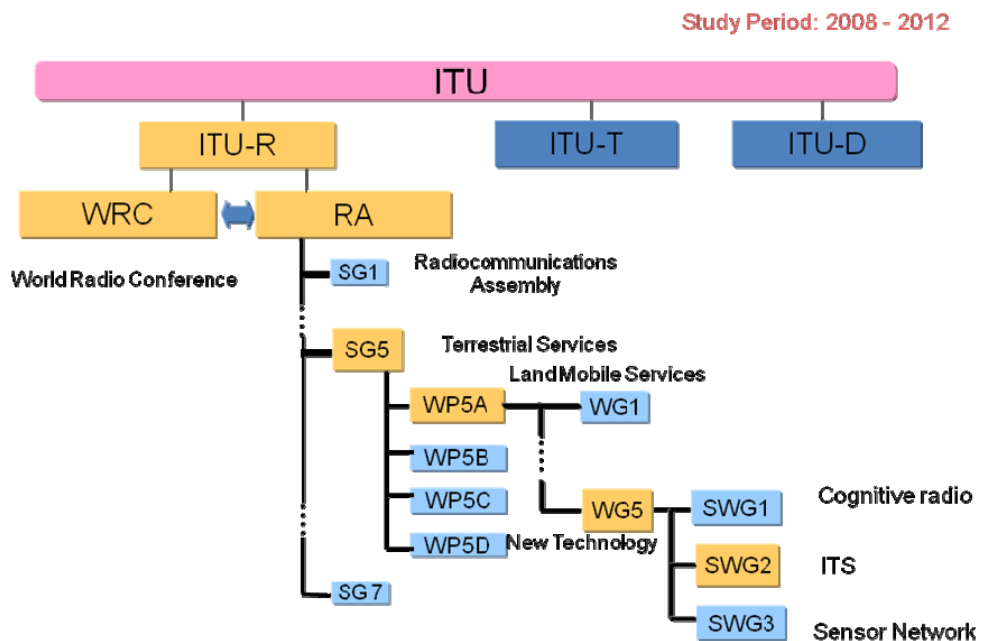 Study Period: 2008 - 2012
ITU
ITU-R
ITU-T
ITU-D
WRC
RA
World Radio Conference
SG1
Radiocommunications
Assembly
SG5
Terrestrial Services
Land Mobile Services
WP5A
WG1
WP5B
WP5C
WP5D
WG5
New Technology
SWG1
Cognitive radio
SWG2
ITS
SG7
SWG3
Sensor Network